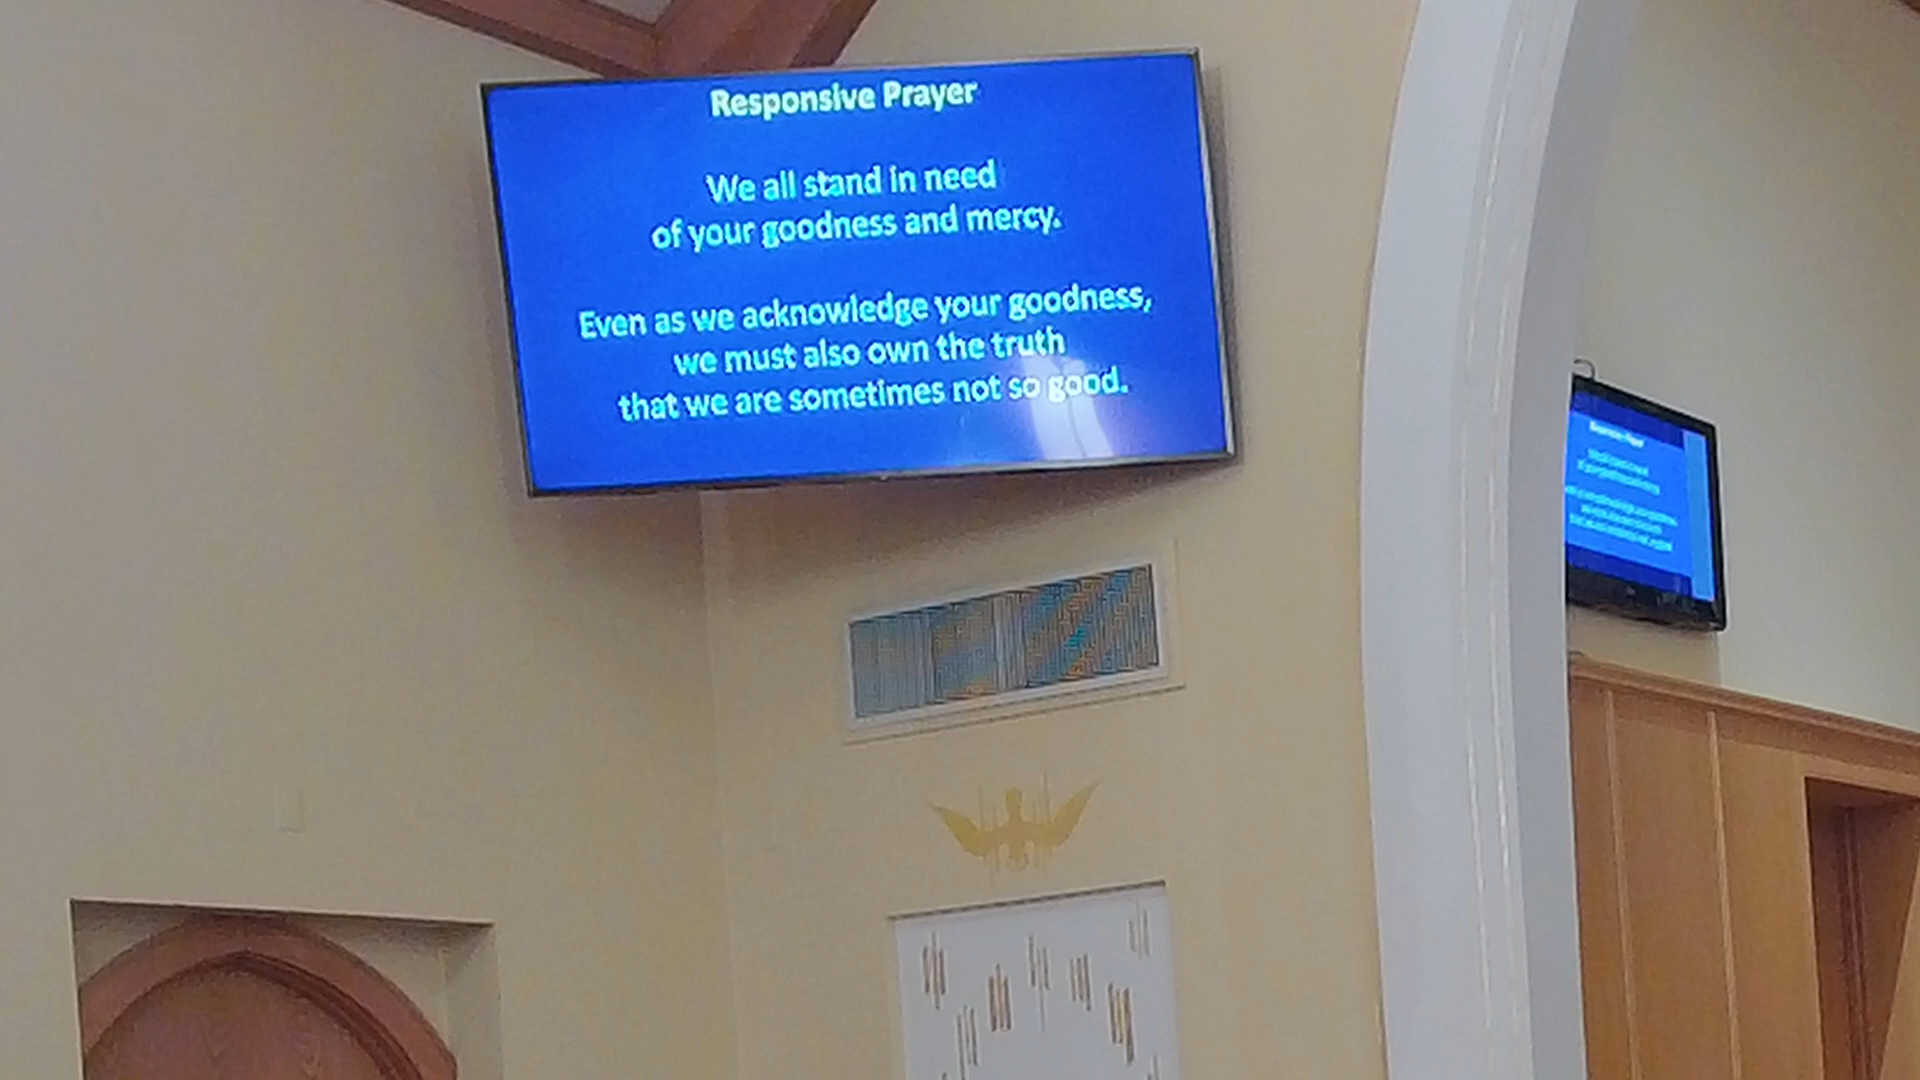 Responsive Prayer
We all stand in need
of your goodness and mercy.
Even as we acknowledge your goodness,
we must also own the truth
that we are sometimes not so good.